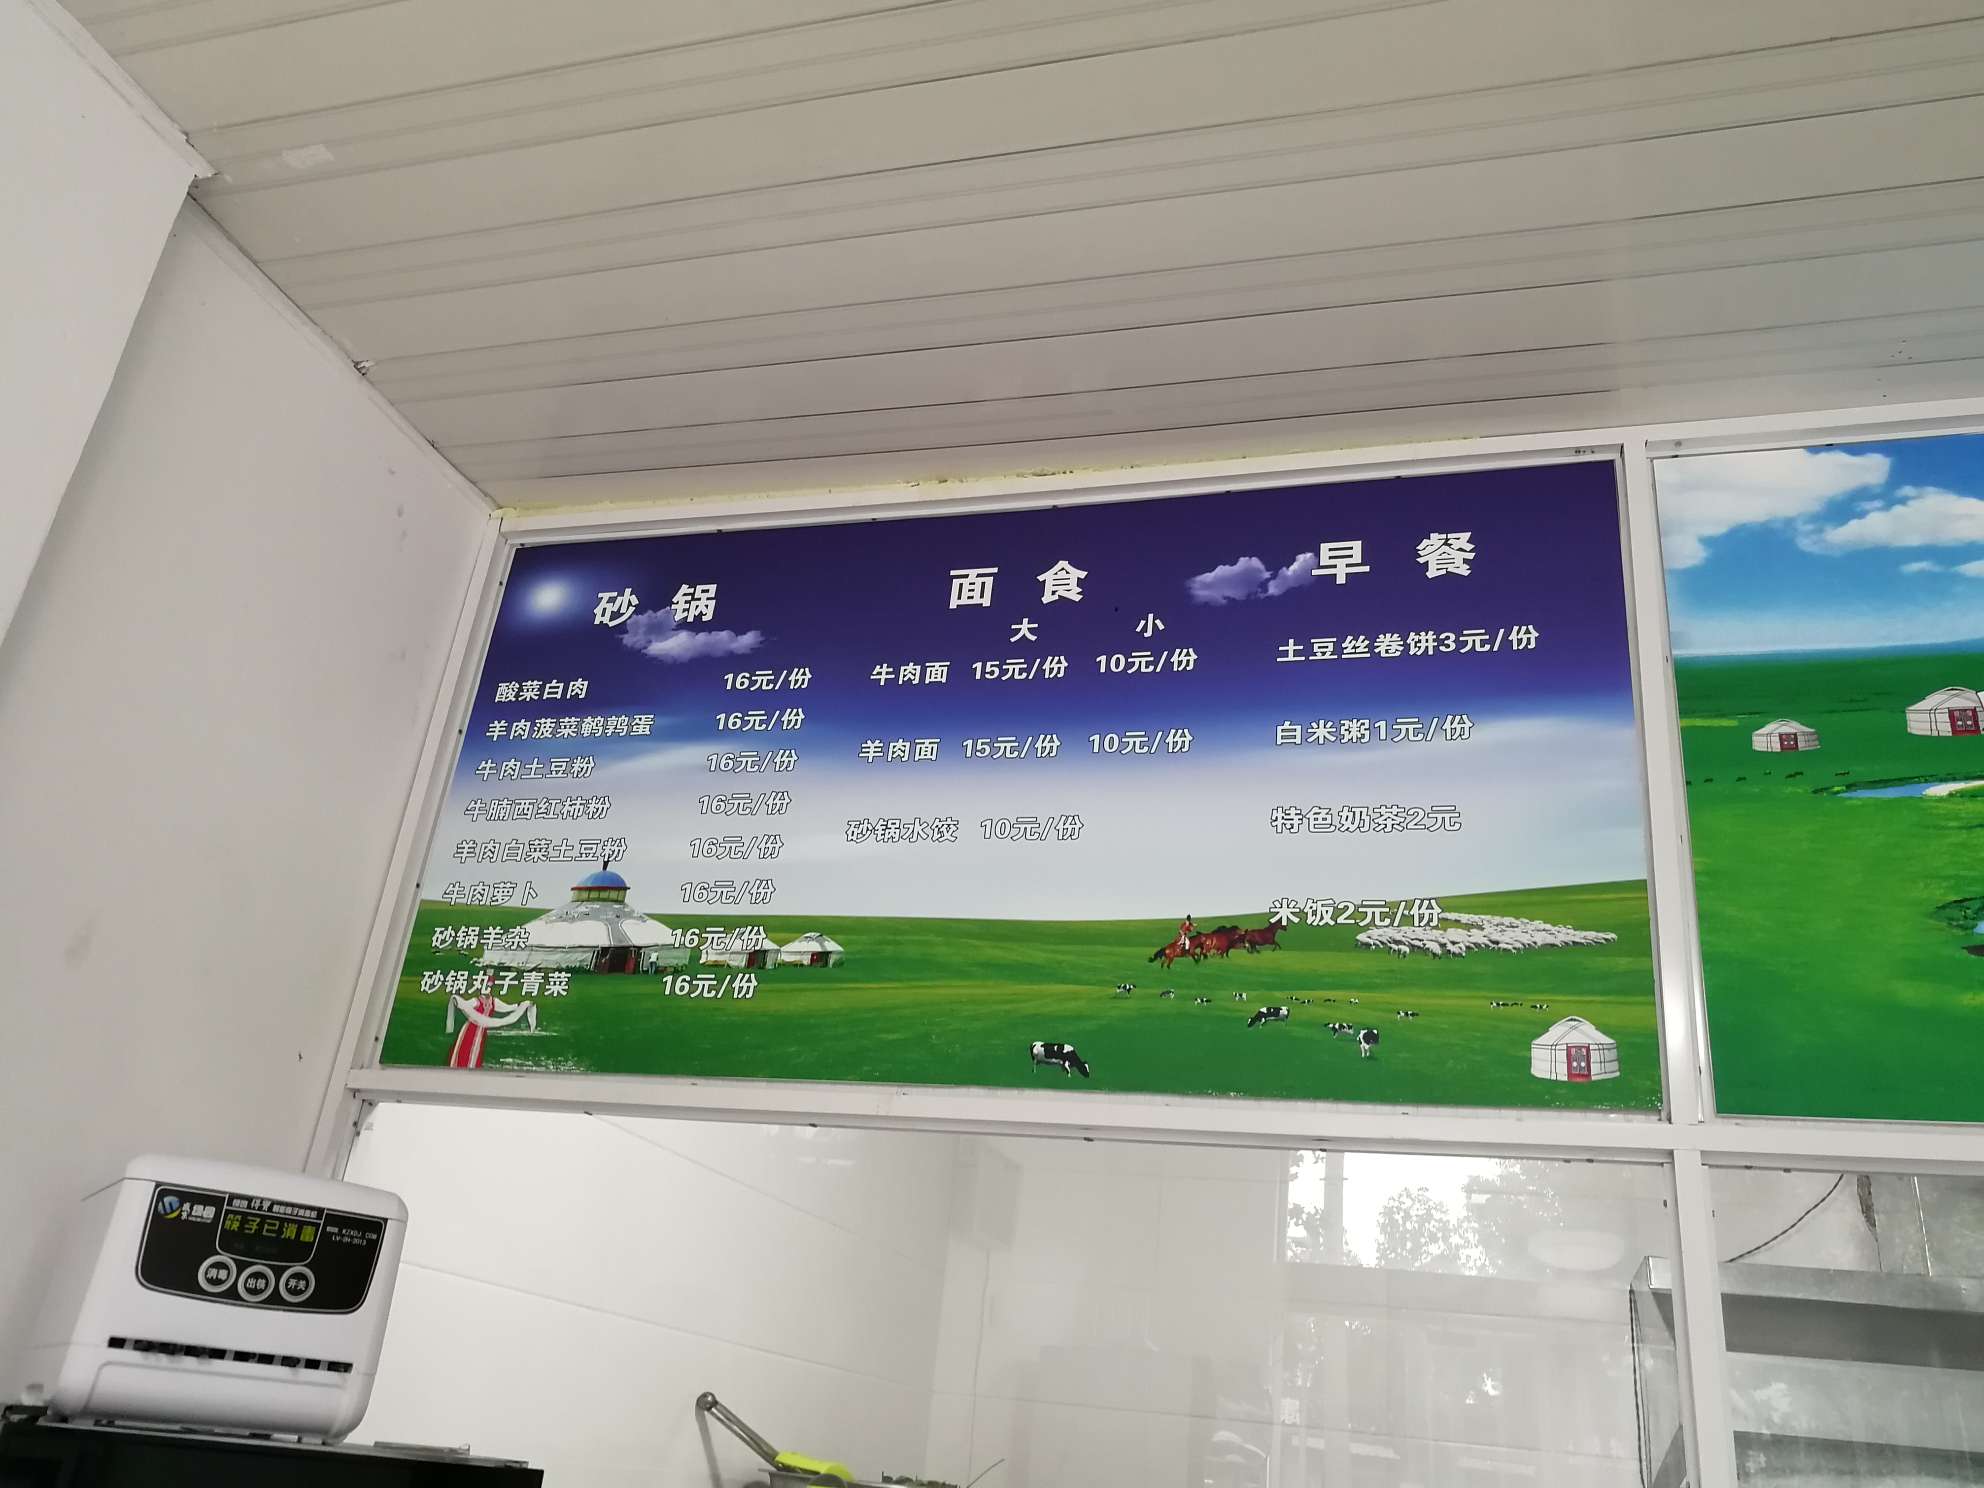 砂锅
酸菜白肉 16元/份
羊肉菠菜鹌鹑蛋 16元/份
牛肉土豆粉 16元/份
牛腩西红柿粉 16元/份
羊肉白菜土豆粉 16元/份
牛肉萝卜 16元/份
砂锅羊杂 16元/份
砂锅丸子青菜 16元/份
面食
大 小
牛肉面 15元/份 10元/份
羊肉面 15元/份 10元/份
砂锅水饺 10元/份
早餐
土豆丝卷饼3元/份
白米粥1元/份
特色奶茶2元
米饭2元/份
筷子已消毒
消毒 出筷 开关